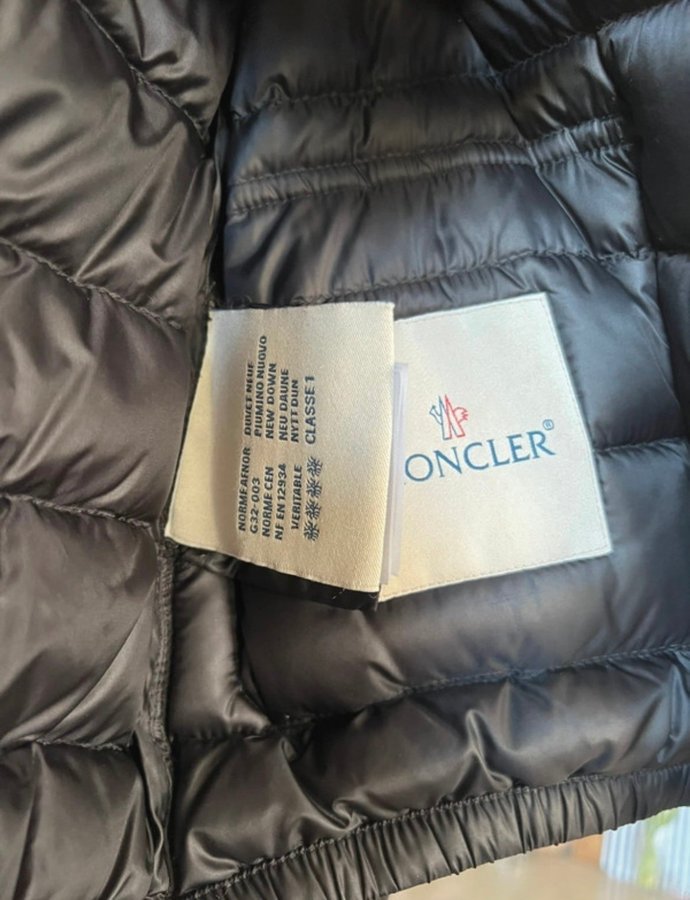 NORME AFNOR DUVET NEUF
G32-003 PIUMINO NUOVO
NORME CEN NEW DOWN
NF EN 12934 NEU DAUNE
VERITABLE NYTT DUN
CLASSE 1
ONCLER®